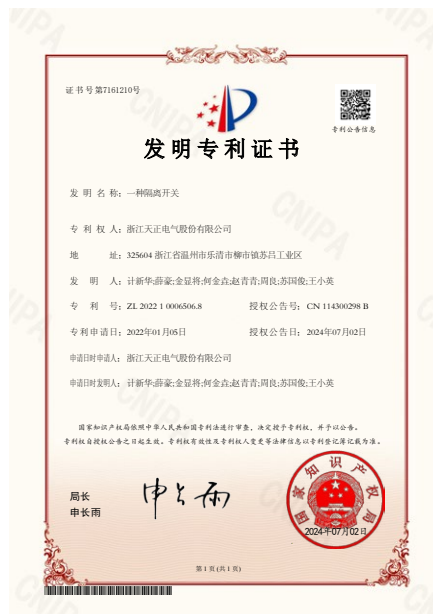 证书号第7161210号
专利公告信息
发明专利证书
发明名称：一种隔离开关
专利权人：浙江天正电气股份有限公司
地址：325604 浙江省温州市乐清市柳市镇苏吕工业区
发明人：计新华;薛豪;金显将;何金垚;赵青青;周良;苏国俊;王小英
专利号：ZL 2022 1 0006506.8 授权公告号：CN 114300298 B
专利申请日：2022年01月05日 授权公告日：2024年07月02日
申请日时申请人：浙江天正电气股份有限公司
申请日时发明人：计新华;薛豪;金显将;何金垚;赵青青;周良;苏国俊;王小英
国家知识产权局依照中华人民共和国专利法进行审查，决定授予专利权，并予以公告。
专利权自授权公告之日起生效。专利权有效性及专利权人变更等法律信息以专利登记簿记载为准。
局长
申长雨
申长雨
国家知识产权局
2024年07月02日
第1页(共1页)
CNIPA